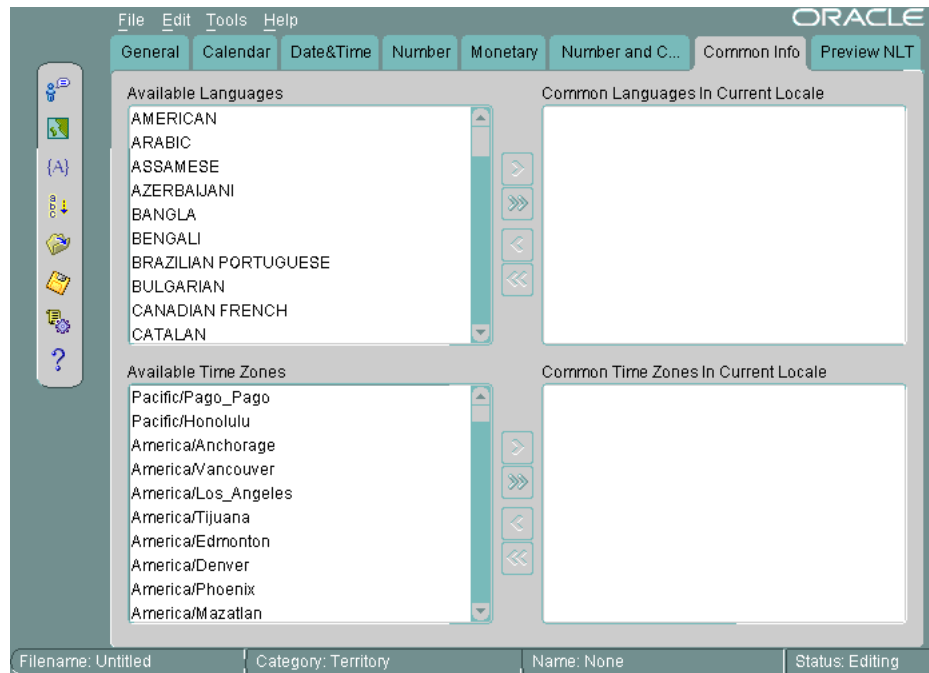 File Edit Tools Help
ORACLE
General Calendar Date&Time Number Monetary Number and C... Common Info Preview NLT
Available Languages
AMERICAN
ARABIC
ASSAMESE
AZERBAIJANI
BANGLA
BENGALI
BRAZILIAN PORTUGUESE
BULGARIAN
CANADIAN FRENCH
CATALAN
Common Languages In Current Locale
Available Time Zones
Pacific/Pago_Pago
Pacific/Honolulu
America/Anchorage
America/Vancouver
America/Los_Angeles
America/Tijuana
America/Edmonton
America/Denver
America/Phoenix
America/Mazatlan
Common Time Zones In Current Locale
{A}
a
b
c
?
Filename: Untitled Category: Territory Name: None Status: Editing